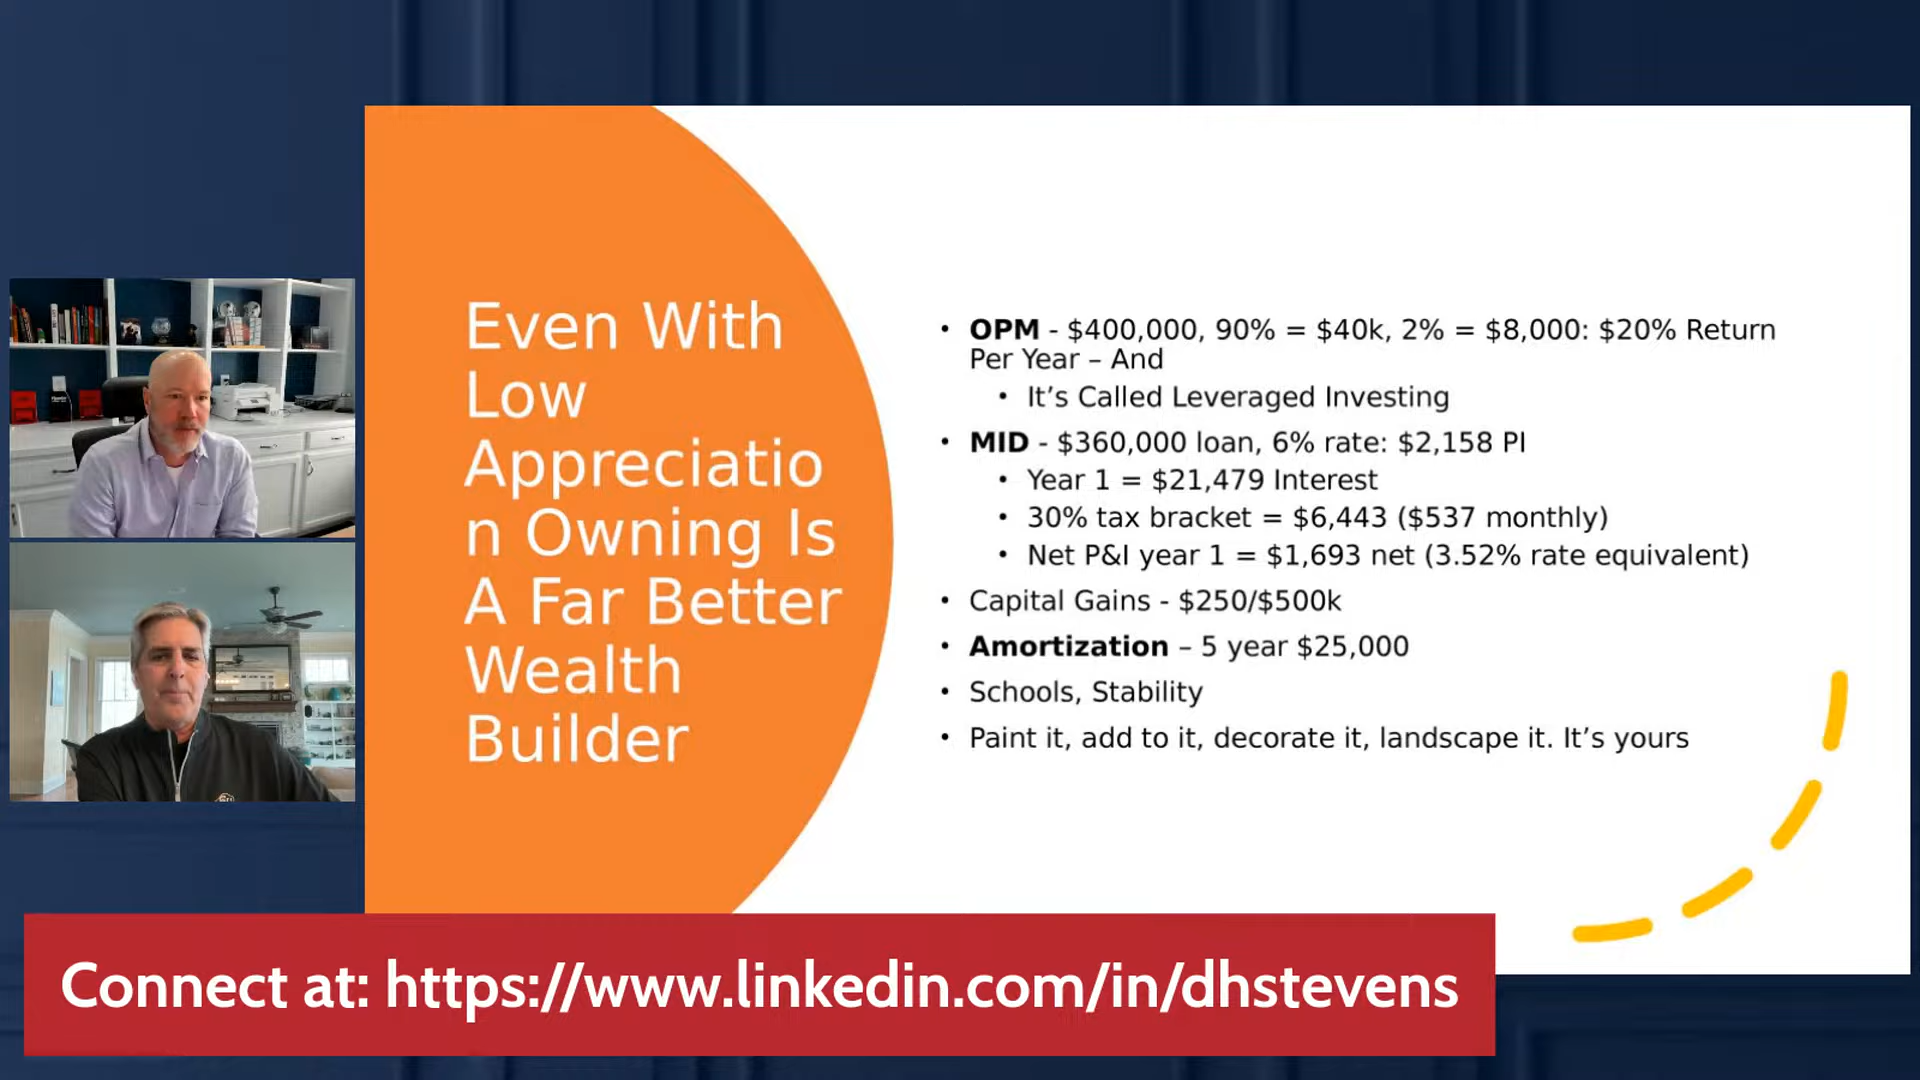 Even With
Low
Appreciatio
n Owning Is
A Far Better
Wealth
Builder
• OPM - $400,000, 90% = $40k, 2% = $8,000: $20% Return
Per Year – And
• It’s Called Leveraged Investing
• MID - $360,000 loan, 6% rate: $2,158 PI
• Year 1 = $21,479 Interest
• 30% tax bracket = $6,443 ($537 monthly)
• Net P&I year 1 = $1,693 net (3.52% rate equivalent)
• Capital Gains - $250/$500k
• Amortization – 5 year $25,000
• Schools, Stability
• Paint it, add to it, decorate it, landscape it. It’s yours
Connect at: https://www.linkedin.com/in/dhstevens